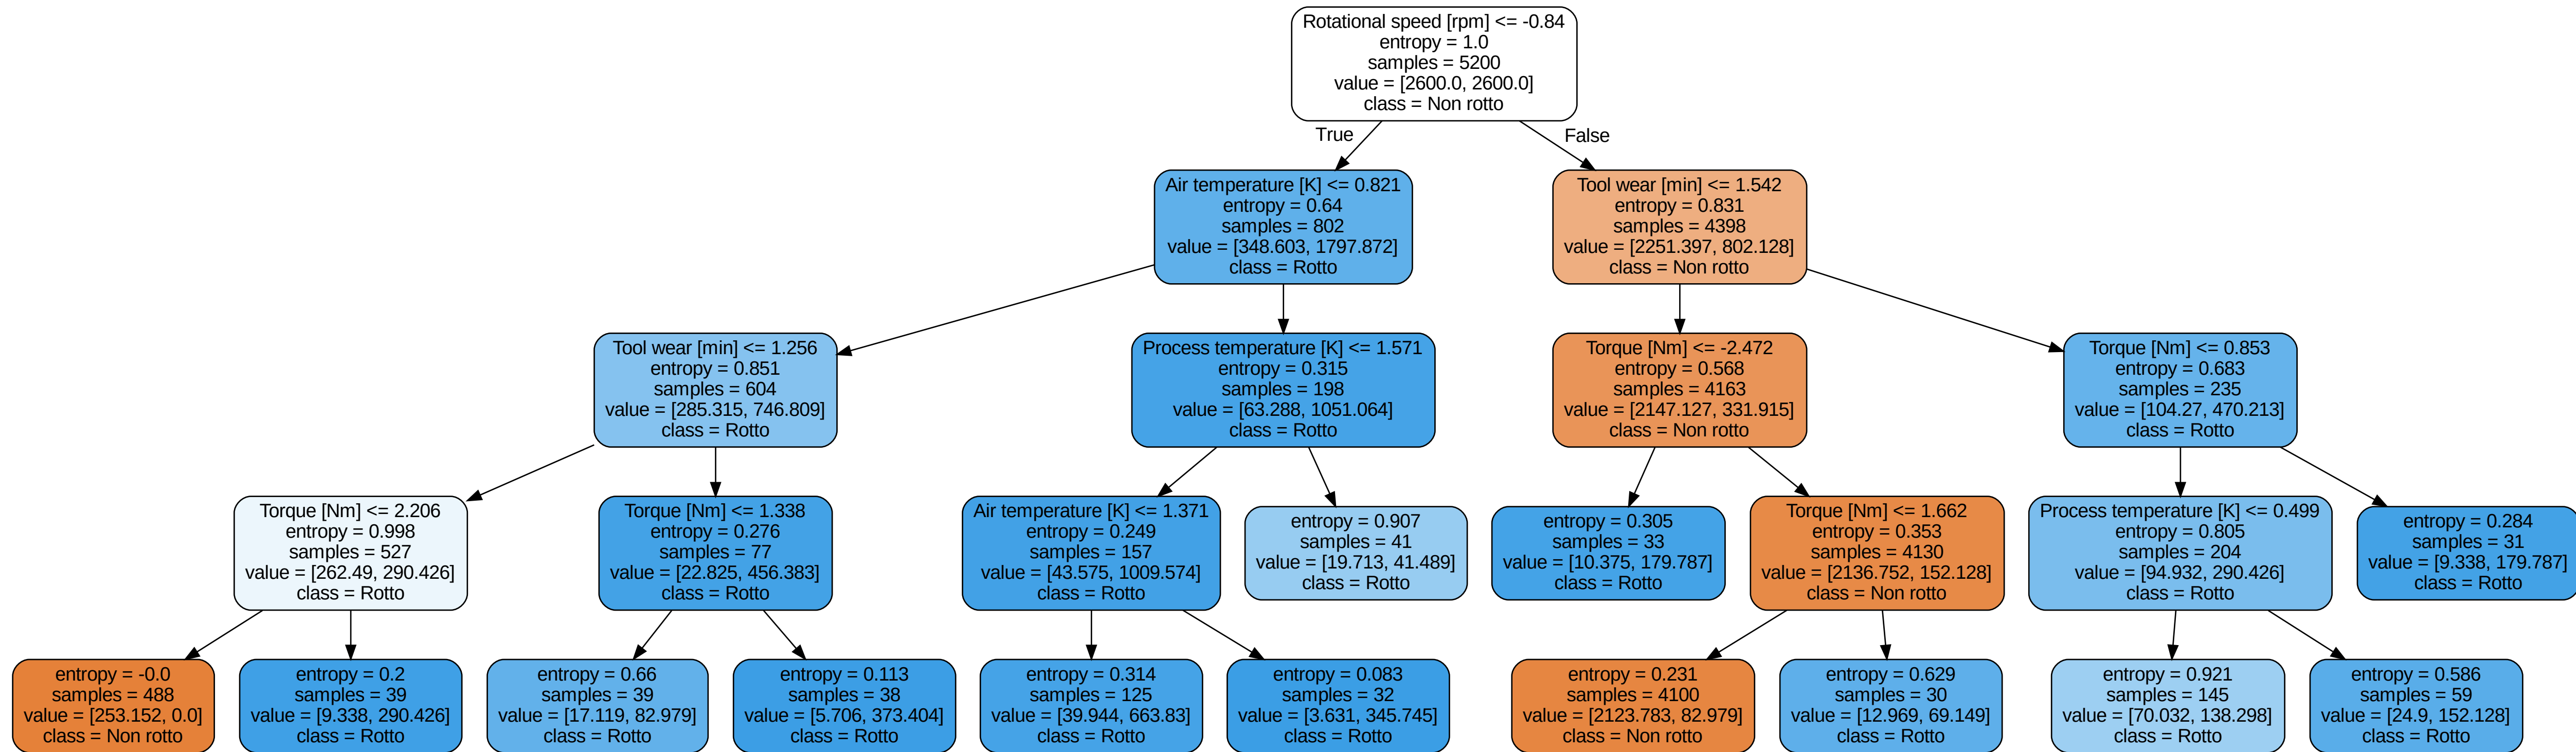 Rotational speed [rpm] <= -0.84
entropy = 1.0
samples = 5200
value = [2600.0, 2600.0]
class = Non rotto
True
False
Air temperature [K] <= 0.821
entropy = 0.64
samples = 802
value = [348.603, 1797.872]
class = Rotto
Tool wear [min] <= 1.542
entropy = 0.831
samples = 4398
value = [2251.397, 802.128]
class = Non rotto
Tool wear [min] <= 1.256
entropy = 0.851
samples = 604
value = [285.315, 746.809]
class = Rotto
Process temperature [K] <= 1.571
entropy = 0.315
samples = 198
value = [63.288, 1051.064]
class = Rotto
Torque [Nm] <= -2.472
entropy = 0.568
samples = 4163
value = [2147.127, 331.915]
class = Non rotto
Torque [Nm] <= 0.853
entropy = 0.683
samples = 235
value = [104.27, 470.213]
class = Rotto
Torque [Nm] <= 2.206
entropy = 0.998
samples = 527
value = [262.49, 290.426]
class = Rotto
Torque [Nm] <= 1.338
entropy = 0.276
samples = 77
value = [22.825, 456.383]
class = Rotto
Air temperature [K] <= 1.371
entropy = 0.249
samples = 157
value = [43.575, 1009.574]
class = Rotto
entropy = 0.907
samples = 41
value = [19.713, 41.489]
class = Rotto
entropy = 0.305
samples = 33
value = [10.375, 179.787]
class = Rotto
Torque [Nm] <= 1.662
entropy = 0.353
samples = 4130
value = [2136.752, 152.128]
class = Non rotto
Process temperature [K] <= 0.499
entropy = 0.805
samples = 204
value = [94.932, 290.426]
class = Rotto
entropy = 0.284
samples = 31
value = [9.338, 179.787]
class = Rotto
entropy = -0.0
samples = 488
value = [253.152, 0.0]
class = Non rotto
entropy = 0.2
samples = 39
value = [9.338, 290.426]
class = Rotto
entropy = 0.66
samples = 39
value = [17.119, 82.979]
class = Rotto
entropy = 0.113
samples = 38
value = [5.706, 373.404]
class = Rotto
entropy = 0.314
samples = 125
value = [39.944, 663.83]
class = Rotto
entropy = 0.083
samples = 32
value = [3.631, 345.745]
class = Rotto
entropy = 0.231
samples = 4100
value = [2123.783, 82.979]
class = Non rotto
entropy = 0.629
samples = 30
value = [12.969, 69.149]
class = Rotto
entropy = 0.921
samples = 145
value = [70.032, 138.298]
class = Rotto
entropy = 0.586
samples = 59
value = [24.9, 152.128]
class = Rotto